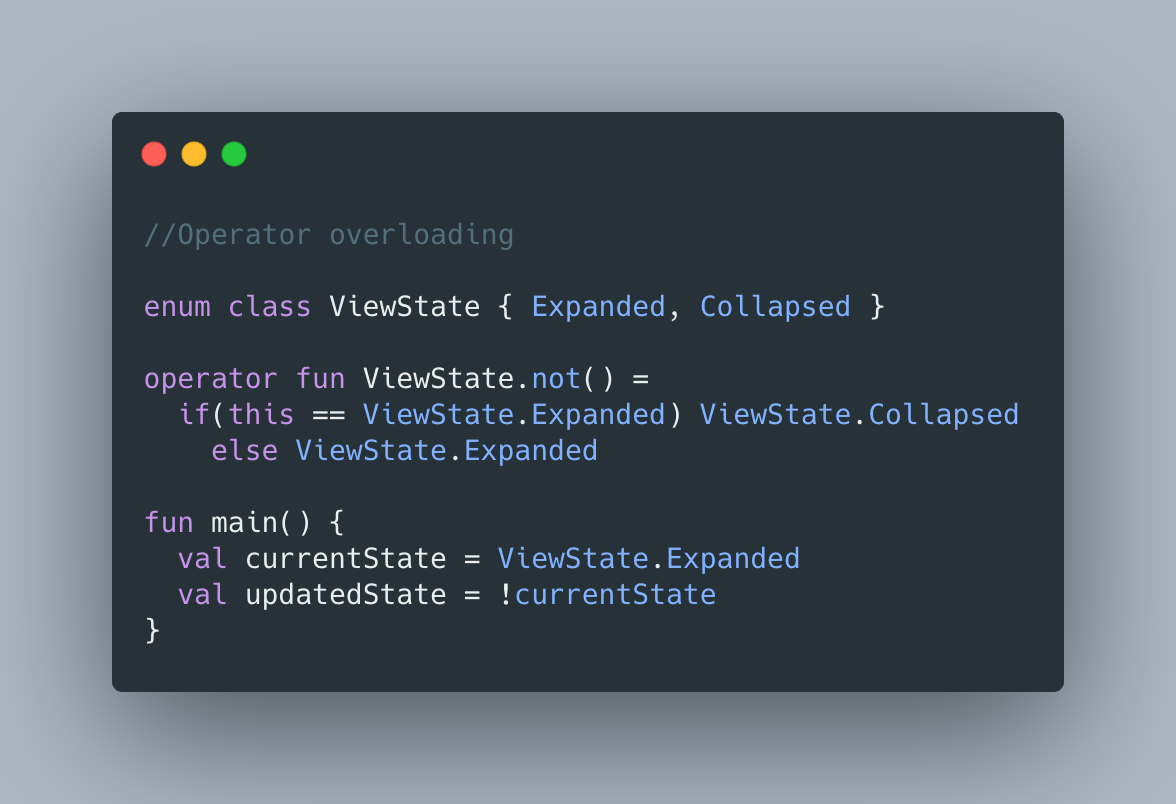 //Operator overloading
enum class ViewState { Expanded, Collapsed }
operator fun ViewState.not() =
if(this == ViewState.Expanded) ViewState.Collapsed
else ViewState.Expanded
fun main() {
val currentState = ViewState.Expanded
val updatedState = !currentState
}